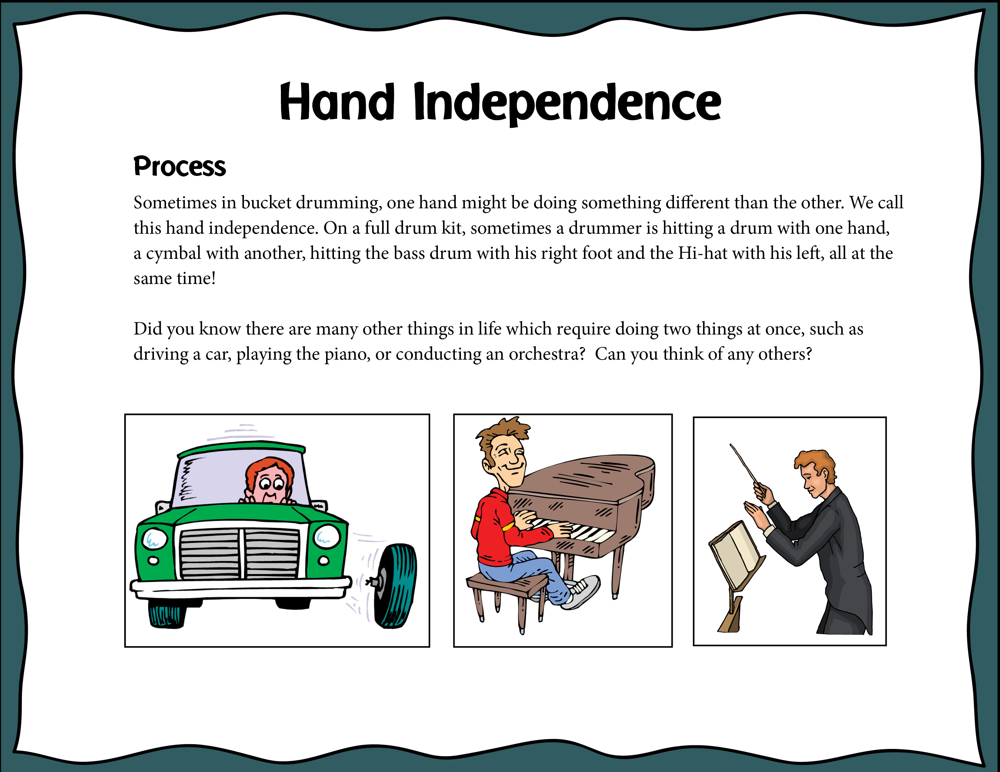 Hand Independence
Process
Sometimes in bucket drumming, one hand might be doing something different than the other. We call
this hand independence. On a full drum kit, sometimes a drummer is hitting a drum with one hand,
a cymbal with another, hitting the bass drum with his right foot and the Hi-hat with his left, all at the
same time!
Did you know there are many other things in life which require doing two things at once, such as
driving a car, playing the piano, or conducting an orchestra?  Can you think of any others?